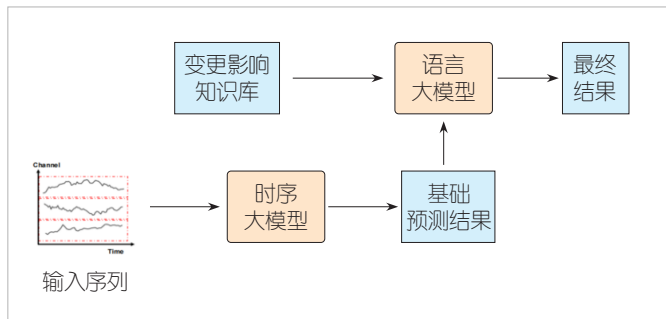 变更影响
知识库
语言
大模型
最终
结果
Channel
Time
输入序列
时序
大模型
基础
预测结果